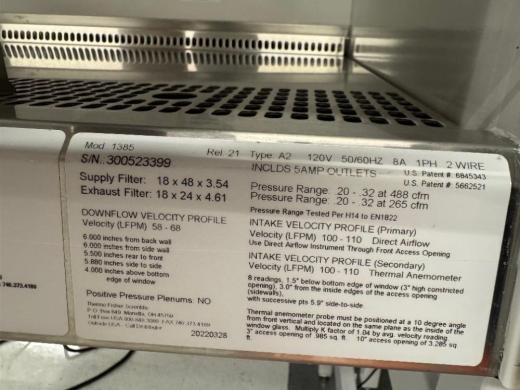 Mod. 1385
Rel. 21 Type: A2 120V 50/60HZ 8A 1PH 2 WIRE
S/N.: 300523399
INCLDS 5AMP OUTLETS
U.S. Patent #: 6845343
U.S. Patent #: 5662521
Supply Filter: 18 x 48 x 3.54
Exhaust Filter: 18 x 24 x 4.61
Pressure Range: .20 - .32 at 488 cfm
Pressure Range: .20 - .32 at 265 cfm
Pressure Range Tested Per H14 to EN1822
DOWNFLOW VELOCITY PROFILE
Velocity (LFPM) 58 - 68
6.000 inches from back wall
6.000 inches from side wall
5.500 inches rear to front
5.880 inches side to side
4.000 inches above bottom
edge of window
Positive Pressure Plenums: NO
Thermo Fisher Scientific
P.O. Box 649, Marietta, OH 45750
Outside USA - Call Distributor
20220328
INTAKE VELOCITY PROFILE (Primary)
Velocity (LFPM) 100 - 110 Direct Airflow
Use Direct Airflow Instrument Through Front Access Opening
INTAKE VELOCITY PROFILE (Secondary)
Velocity (LFPM) 100 - 110 Thermal Anemometer
8 readings, 1.5" below bottom edge of window (3" high constricted
opening), 3.0" from the inside edges of the access opening
(sidewalls),
with successive pts 5.9" side-to-side
Thermal anemometer probe must be positioned at a 10 degree angle
from front vertical and located on the same plane as the inside of the
window glass. Multiply K factor of 1.04 by avg. velocity reading
3" access opening of .985 sq. ft. 10" access opening of 3.285 sq.
ft.